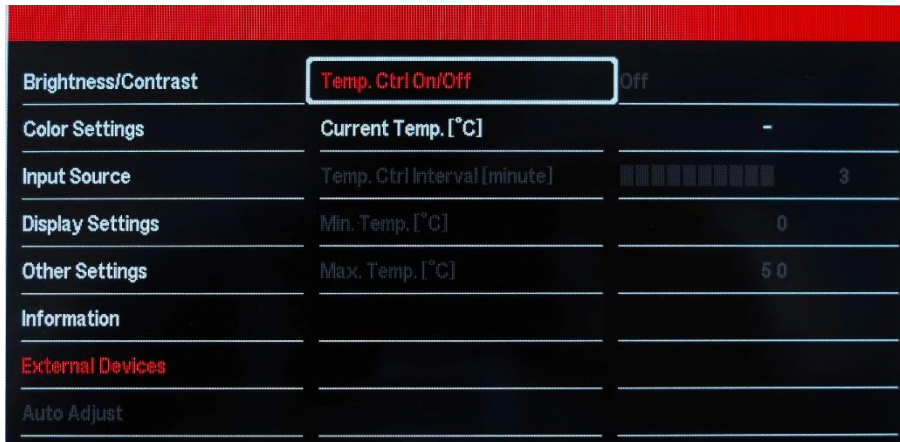 Brightness/Contrast
Temp. Ctrl On/Off
Off
Color Settings
Current Temp. [°C]
-
Input Source
Temp. Ctrl Interval [minute]
3
Display Settings
Min. Temp. [°C]
0
Other Settings
Max. Temp. [°C]
50
Information
External Devices
Auto Adjust